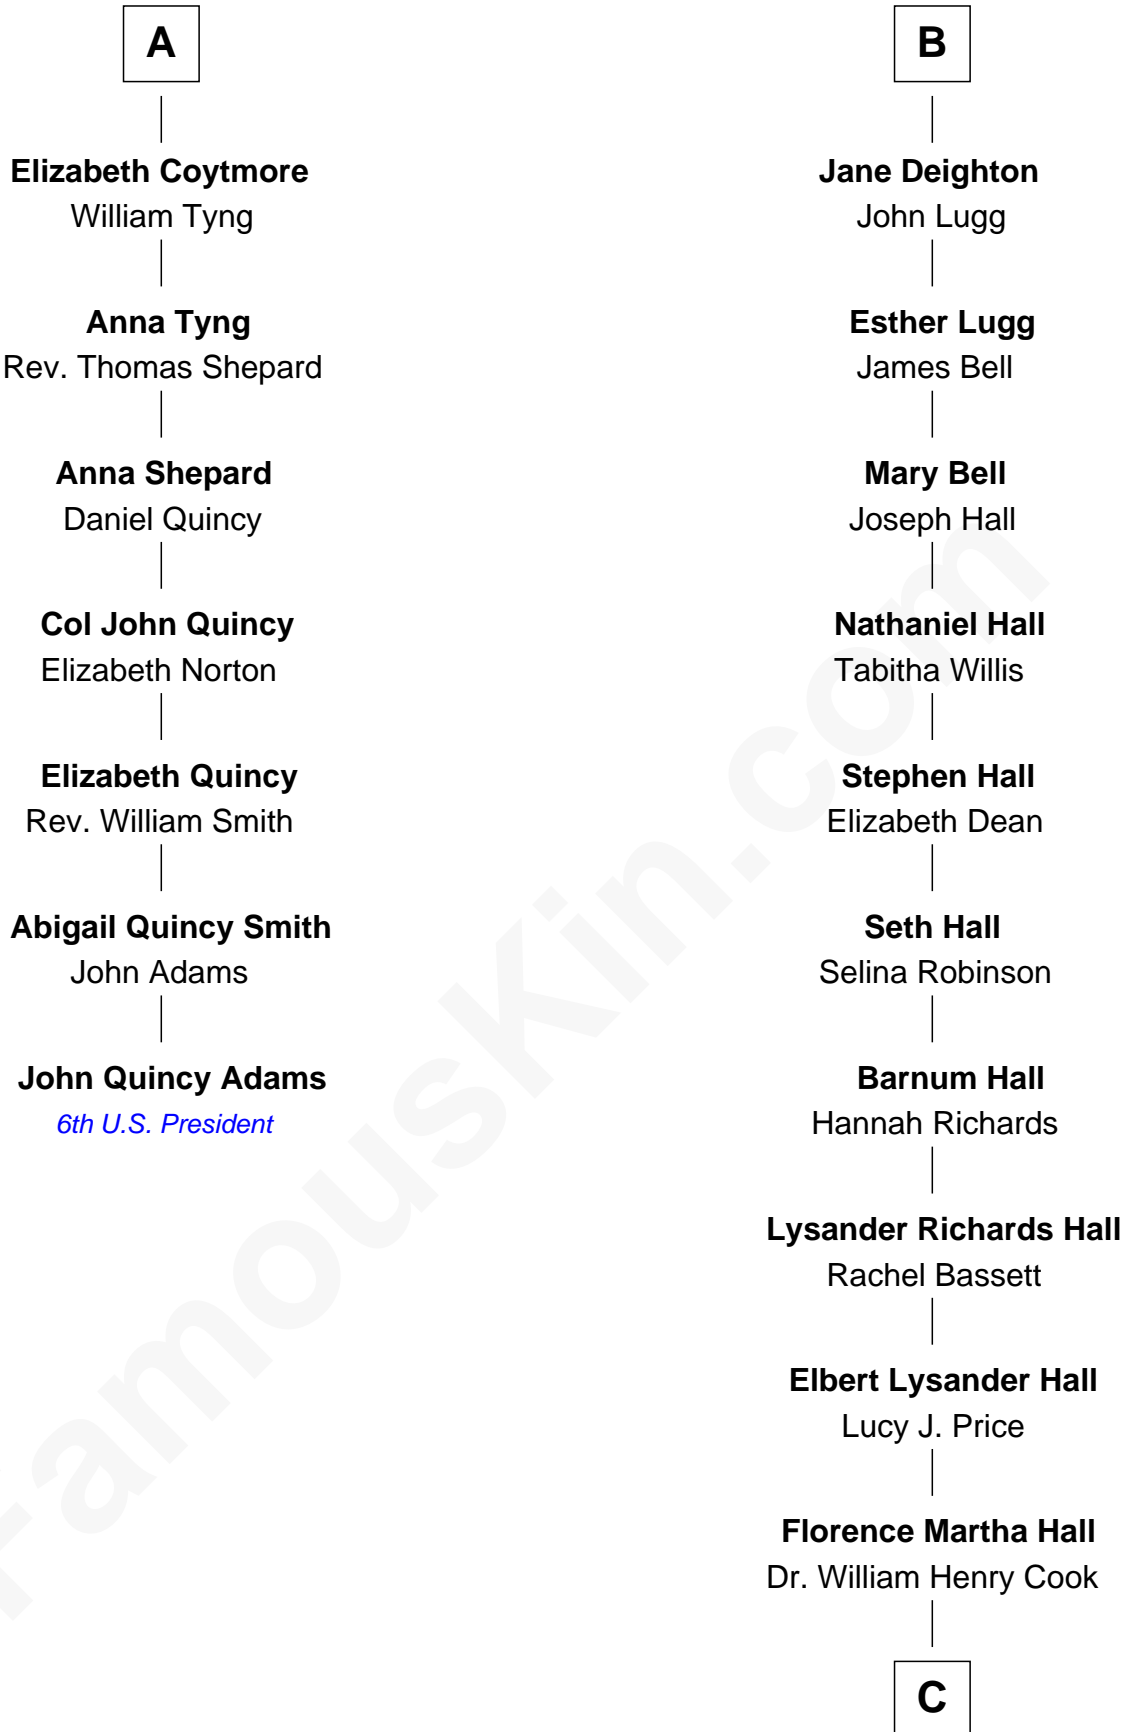 A
Elizabeth Coytmore
William Tyng
Anna Tyng
Rev. Thomas Shepard
Anna Shepard
Daniel Quincy
Col John Quincy
Elizabeth Norton
Elizabeth Quincy
Rev. William Smith
Abigail Quincy Smith
John Adams
John Quincy Adams
6th U.S. President
B
Jane Deighton
John Lugg
Esther Lugg
James Bell
Mary Bell
Joseph Hall
Nathaniel Hall
Tabitha Willis
Stephen Hall
Elizabeth Dean
Seth Hall
Selina Robinson
Barnum Hall
Hannah Richards
Lysander Richards Hall
Rachel Bassett
Elbert Lysander Hall
Lucy J. Price
Florence Martha Hall
Dr. William Henry Cook
C
FamousKin.com